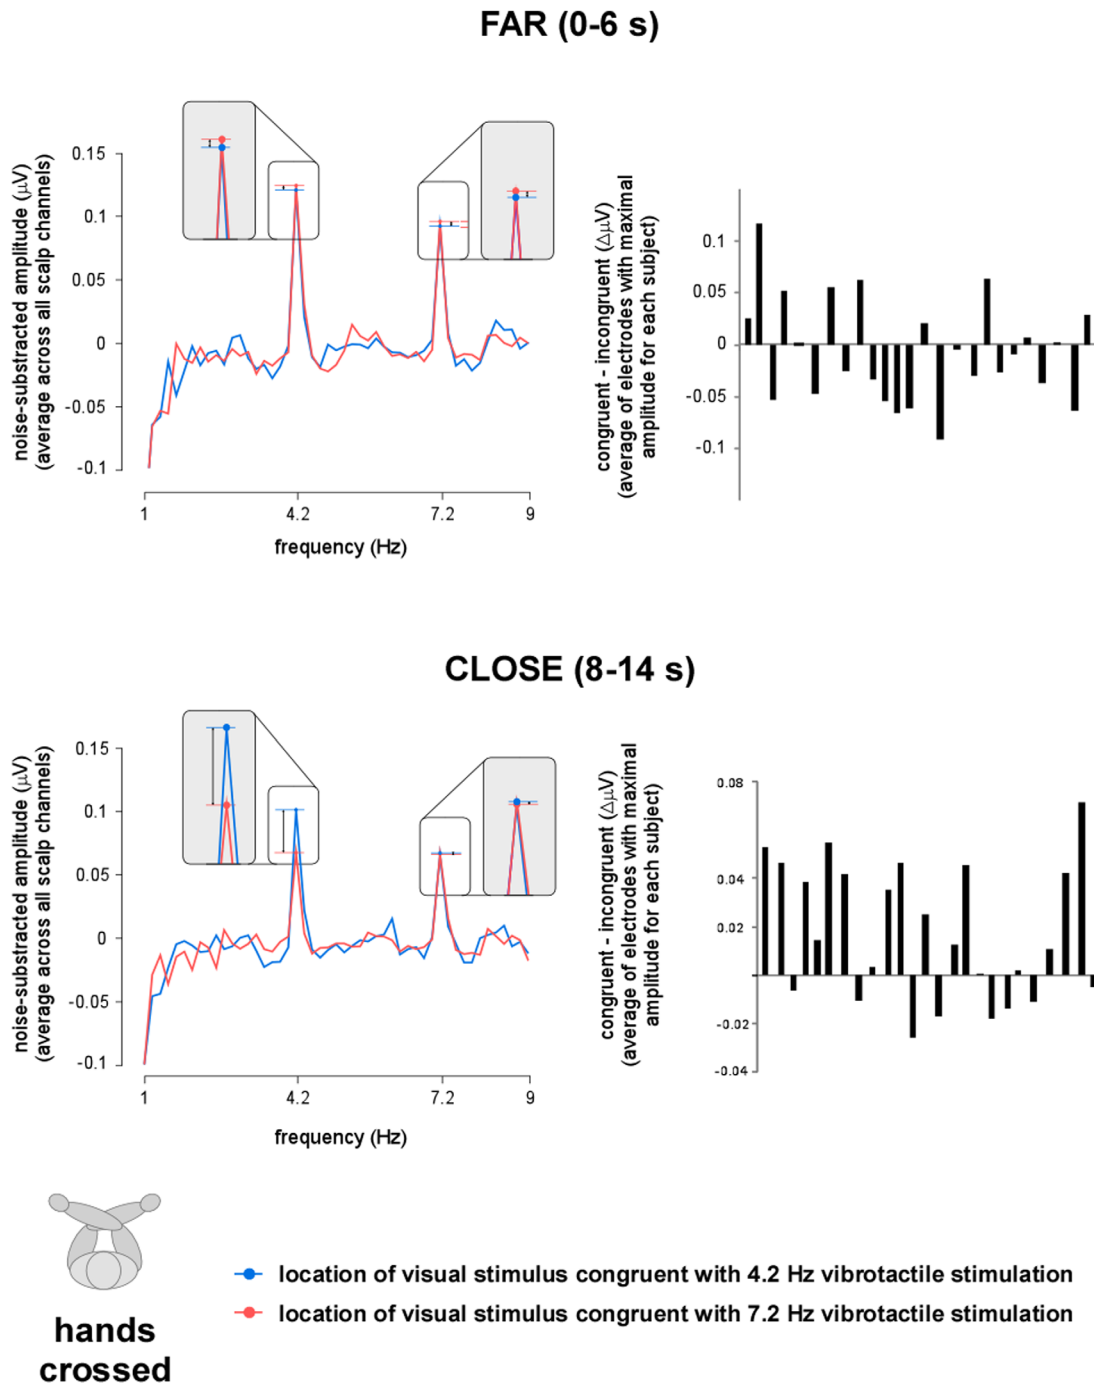 FAR (0-6 s)
noise-substracted amplitude (μV)
(average across all scalp channels)
0.15
0.1
0.05
0
-0.05
-0.1
1
4.2
7.2
9
frequency (Hz)
congruent - incongruent (△μV)
(average of electrodes with maximal
amplitude for each subject)
0.1
0.05
0
-0.05
-0.1
CLOSE (8-14 s)
noise-substracted amplitude (μV)
(average across all scalp channels)
0.15
0.1
0.05
0
-0.05
-0.1
1
4.2
7.2
9
frequency (Hz)
congruent - incongruent (△μV)
(average of electrodes with maximal
amplitude for each subject)
0.08
0.04
0.02
-0.02
-0.04
hands
crossed
location of visual stimulus congruent with 4.2 Hz vibrotactile stimulation
location of visual stimulus congruent with 7.2 Hz vibrotactile stimulation